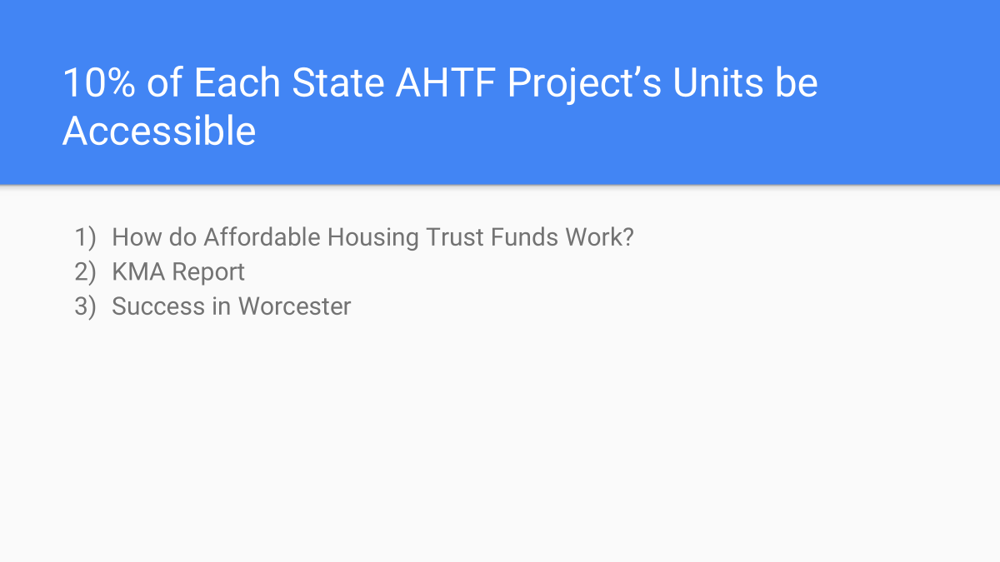 10% of Each State AHTF Project’s Units be
Accessible
1) How do Affordable Housing Trust Funds Work?
2) KMA Report
3) Success in Worcester